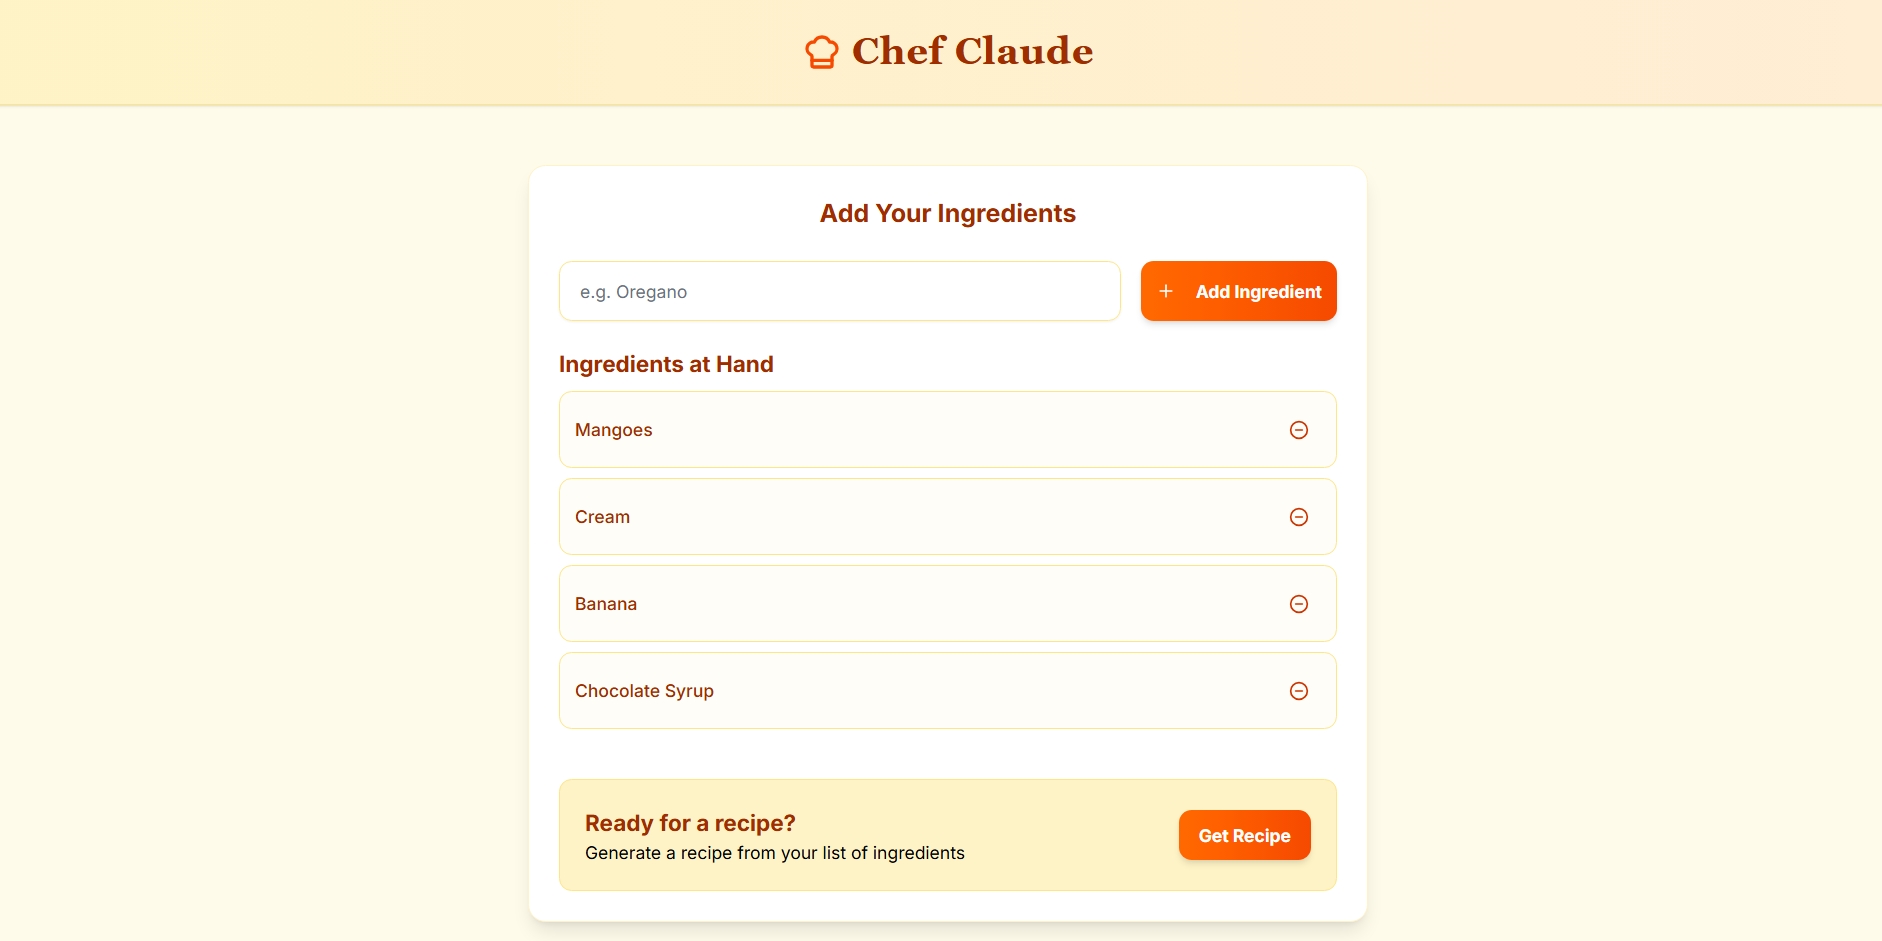 Chef Claude
Add Your Ingredients
e.g. Oregano
+ Add Ingredient
Ingredients at Hand
Mangoes
Cream
Banana
Chocolate Syrup
Ready for a recipe?
Generate a recipe from your list of ingredients
Get Recipe